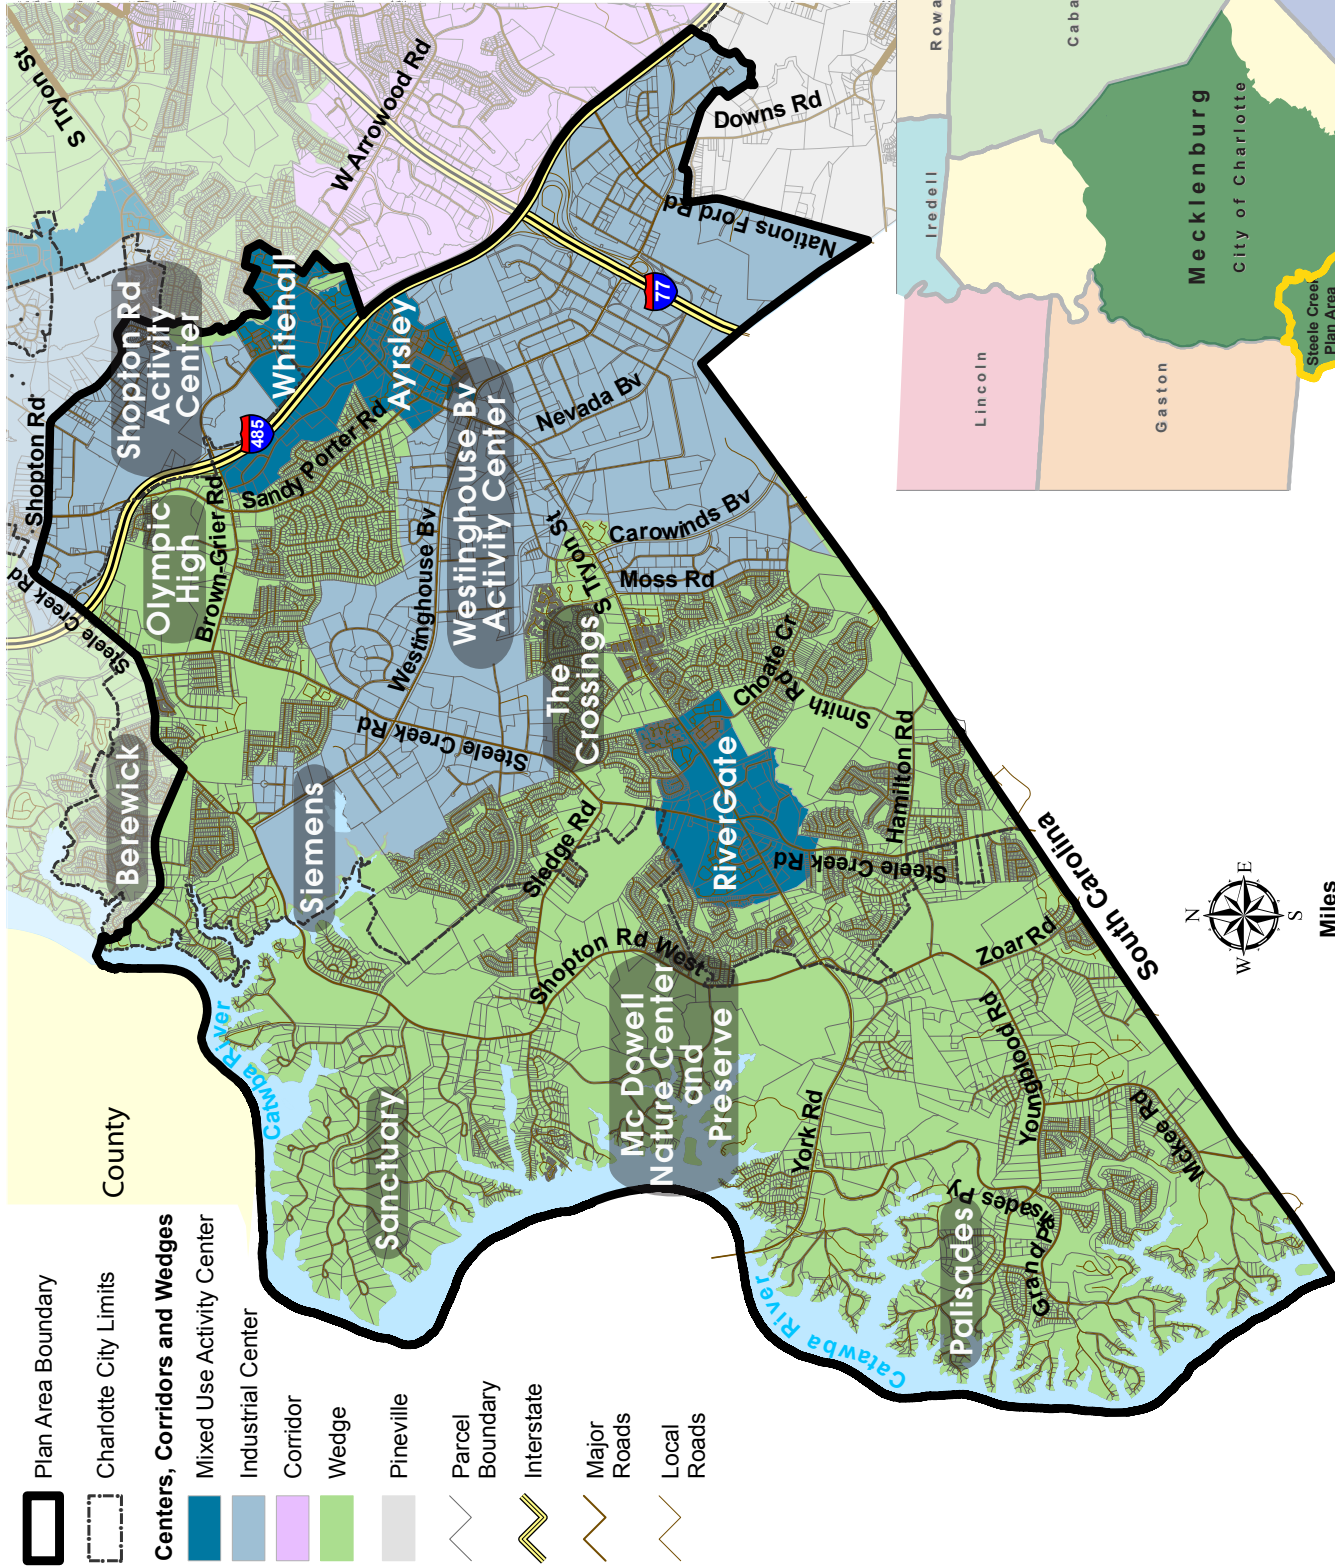 Plan Area Boundary
Charlotte City Limits
Centers, Corridors and Wedges
Mixed Use Activity Center
Industrial Center
Corridor
Wedge
Pineville
Parcel
Boundary
Interstate
Major
Roads
Local
Roads
County
Catawba River
Catawba River
Berewick
Siemens
Sanctuary
Olympic
High
Shopton Rd
Activity
Center
Whitehall
Ayrsley
Westinghouse Bv
Activity Center
The
Crossings
RiverGate
Mc Dowell
Nature Center
and
Preserve
Palisades
Steele Creek Rd
Steele Creek Rd
Shopton Rd
S Tryon St
W Arrowood Rd
Downs Rd
Nations Ford Rd
77
485
Brown-Grier Rd
Sandy Porter Rd
Westinghouse Bv
Nevada Bv
S Tryon St
Carowinds Bv
Moss Rd
Steele Creek Rd
Sledge Rd
Choate Cr
Smith Rd
Hamilton Rd
Steele Creek Rd
Shopton Rd West
York Rd
Zoar Rd
Youngblood Rd
Mckee Rd
Grand Palisades Py
South Carolina
N
E
S
W
Miles
Rowa
Caba
Iredell
Lincoln
Gaston
Mecklenburg
City of Charlotte
Steele Creek
Plan Area